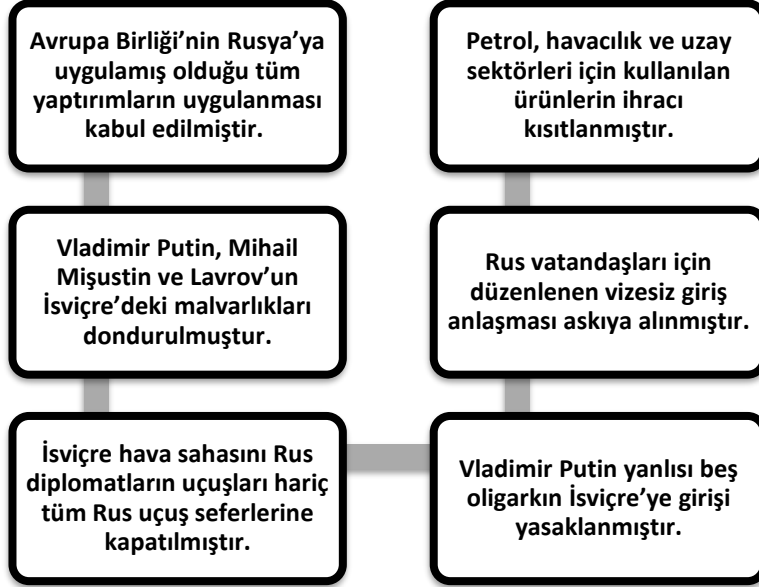 Avrupa Birliği’nin Rusya’ya
uygulamış olduğu tüm
yaptırımların uygulanması
kabul edilmiştir.
Vladimir Putin, Mihail
Mişustin ve Lavrov’un
İsviçre’deki malvarlıkları
dondurulmuştur.
İsviçre hava sahasını Rus
diplomatların uçuşları hariç
tüm Rus uçuş seferlerine
kapatılmıştır.
Vladimir Putin yanlısı beş
oligarkın İsviçre’ye girişi
yasaklanmıştır.
Rus vatandaşları için
düzenlenen vizesiz giriş
anlaşması askıya alınmıştır.
Petrol, havacılık ve uzay
sektörleri için kullanılan
ürünlerin ihracı
kısıtlanmıştır.